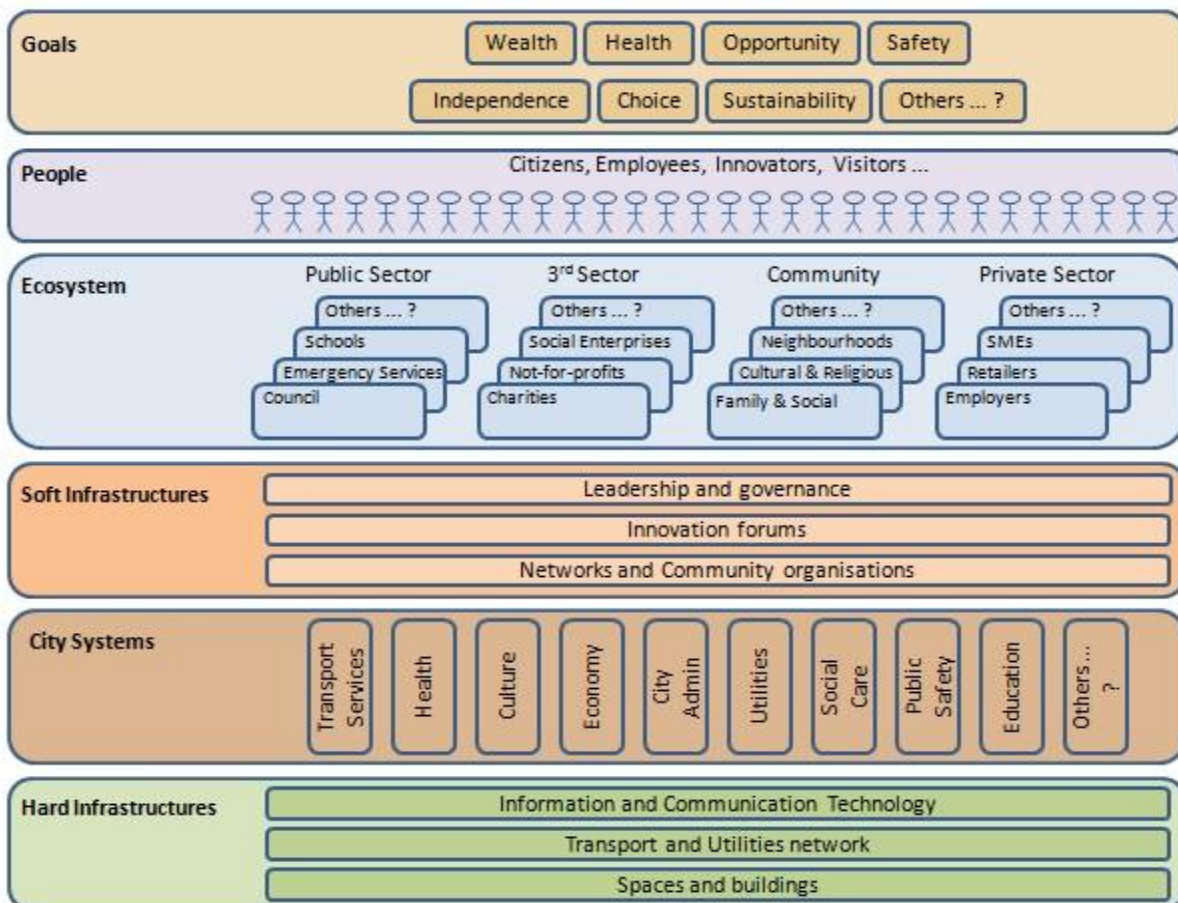 Goals
Wealth
Health
Opportunity
Safety
Independence
Choice
Sustainability
Others ... ?
People
Citizens, Employees, Innovators, Visitors ...
Ecosystem
Public Sector
Others ... ?
Schools
Emergency Services
Council
3rd Sector
Others ... ?
Social Enterprises
Not-for-profits
Charities
Community
Others ... ?
Neighbourhoods
Cultural & Religious
Family & Social
Private Sector
Others ... ?
SMEs
Retailers
Employers
Soft Infrastructures
Leadership and governance
Innovation forums
Networks and Community organisations
City Systems
Transport
Services
Health
Culture
Economy
City
Admin
Utilities
Social
Care
Public
Safety
Education
Others ...
?
Hard Infrastructures
Information and Communication Technology
Transport and Utilities network
Spaces and buildings